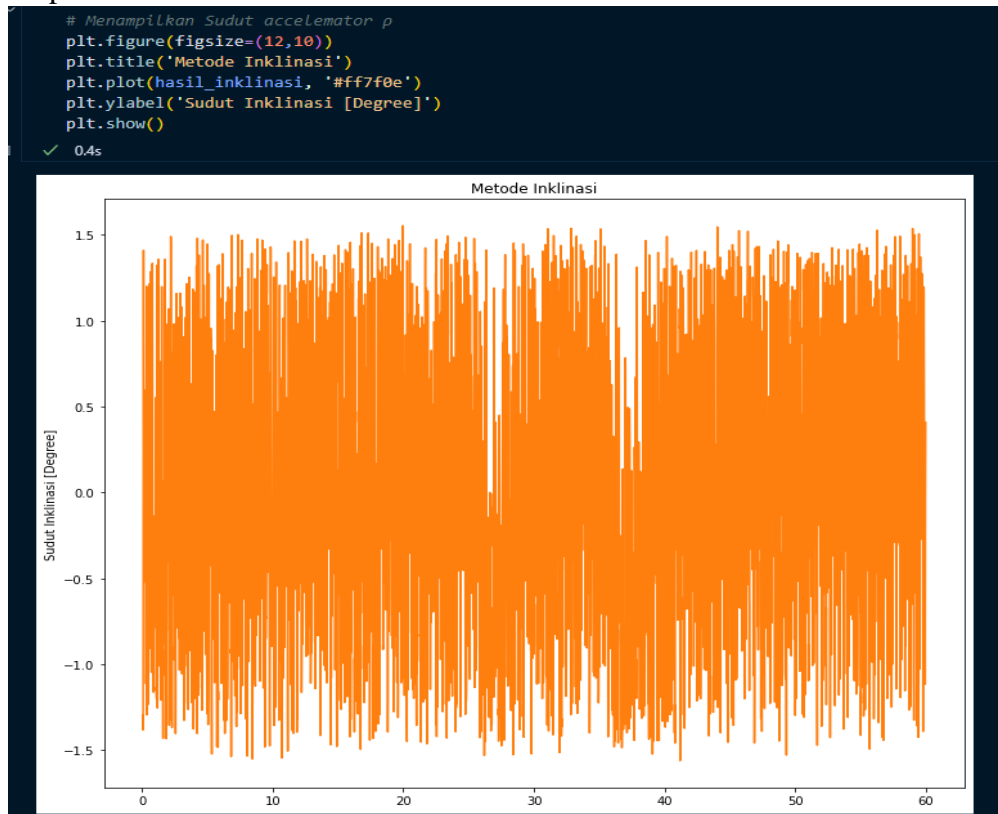 # Menampilkan Sudut accelemator ρ
plt.figure(figsize=(12,10))
plt.title('Metode Inklinasi')
plt.plot(hasil_inklinasi, '#ff7f0e')
plt.ylabel('Sudut Inklinasi [Degree]')
plt.show()
✓ 0.4s
Metode Inklinasi
1.5
1.0
0.5
0.0
−0.5
−1.0
−1.5
Sudut Inklinasi [Degree]
0 10 20 30 40 50 60